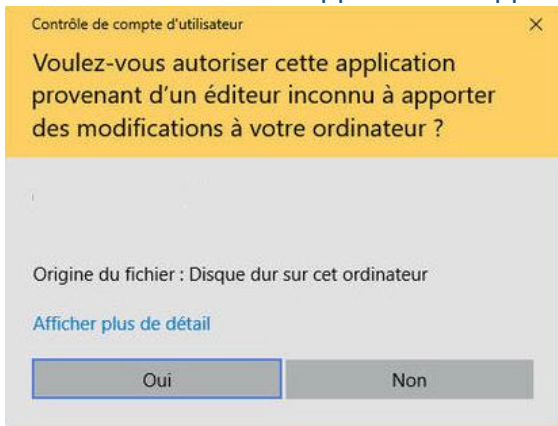 Contrôle de compte d'utilisateur
Voulez-vous autoriser cette application
provenant d'un éditeur inconnu à apporter
des modifications à votre ordinateur ?
Origine du fichier : Disque dur sur cet ordinateur
Afficher plus de détail
Oui
Non